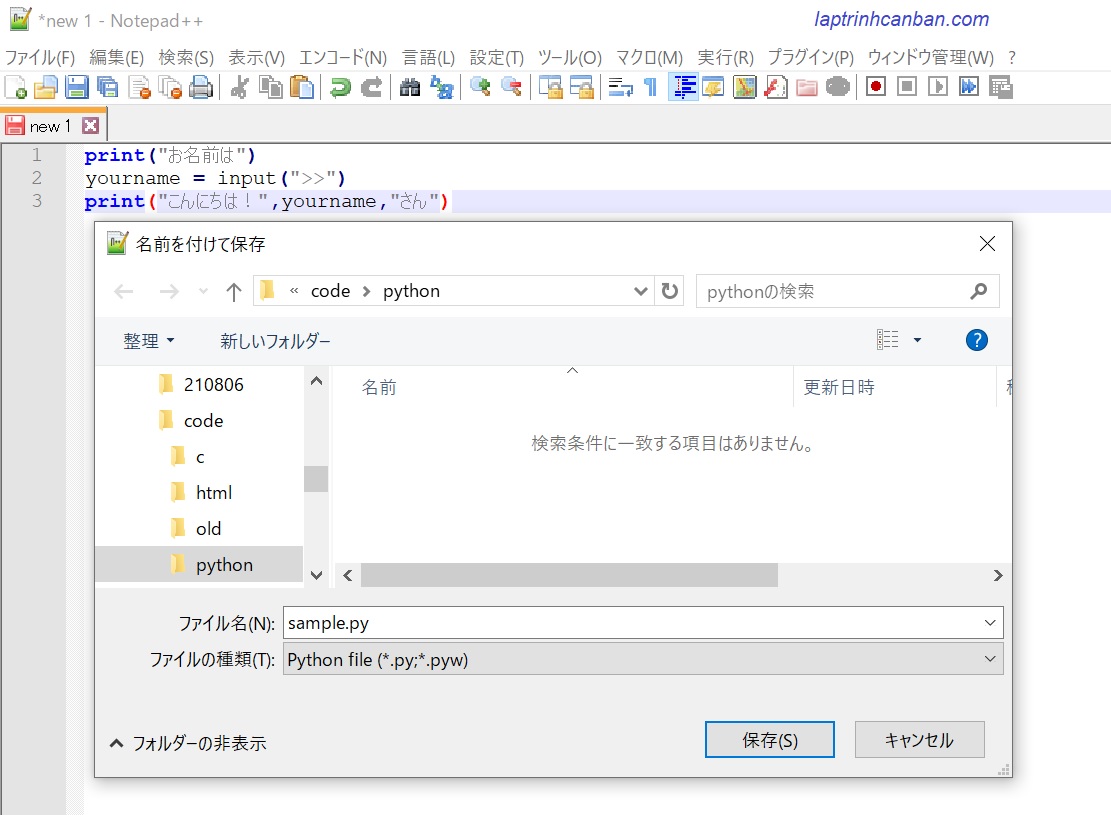 *new 1 - Notepad++
laptrinhcanban.com
ファイル(F) 編集(E) 検索(S) 表示(V) エンコード(N) 言語(L) 設定(T) ツール(O) マクロ(M) 実行(R) プラグイン(P) ウィンドウ管理(W) ?
new 1
1 print("お名前は")
2 yourname = input(">>")
3 print("こんにちは！",yourname,"さん")
名前を付けて保存
« code › python
pythonの検索
整理 新しいフォルダー
?
210806
code
c
html
old
python
名前 更新日時
検索条件に一致する項目はありません。
ファイル名(N): sample.py
ファイルの種類(T): Python file (*.py;*.pyw)
フォルダーの非表示
保存(S) キャンセル